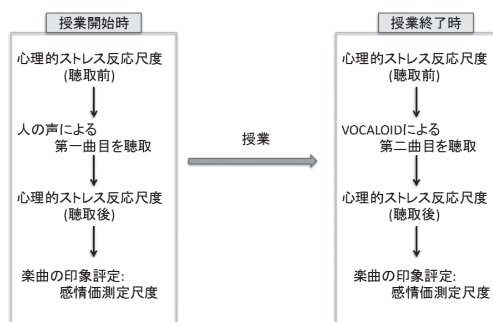 授業開始時
心理的ストレス反応尺度
(聴取前)
人の声による
第一曲目を聴取
心理的ストレス反応尺度
(聴取後)
楽曲の印象評定:
感情価測定尺度
授業
授業終了時
心理的ストレス反応尺度
(聴取前)
VOCALOIDによる
第二曲目を聴取
心理的ストレス反応尺度
(聴取後)
楽曲の印象評定:
感情価測定尺度